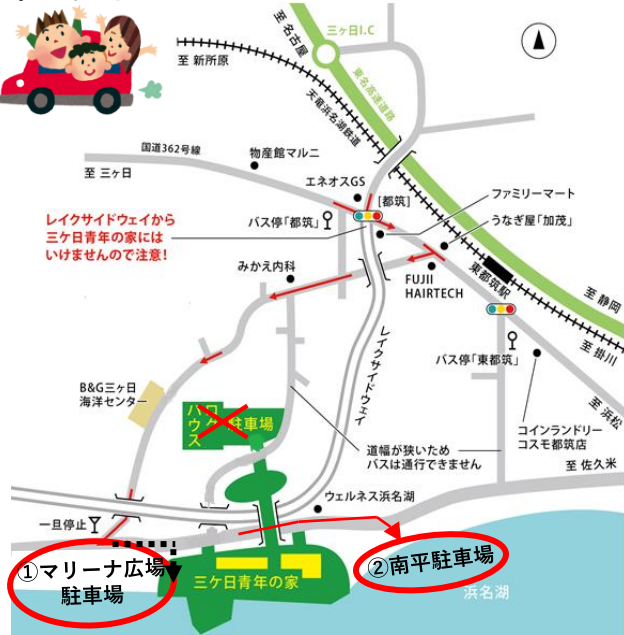 三ヶ日I.C
至 名古屋
至 新所原
東名高速道路
天竜浜名湖鉄道
国道362号線
物産館マルニ
至 三ヶ日
エネオスGS
[都筑]
ファミリーマート
バス停「都筑」
うなぎ屋「加茂」
レイクサイドウェイから
三ケ日青年の家には
いけませんので注意!
みかえ内科
FUJII
HAIRTECH
東都筑駅
至 静岡
至 掛川
レイクサイドウェイ
バス停「東都筑」
至 浜松
B&G三ヶ日
海洋センター
ハウス
ロケ
駐車場
コインランドリー
コスモ都筑店
道幅が狭いため
バスは通行できません
至 佐久米
ウェルネス浜名湖
一旦停止
①マリーナ広場
駐車場
②南平駐車場
三ケ日青年の家
浜名湖